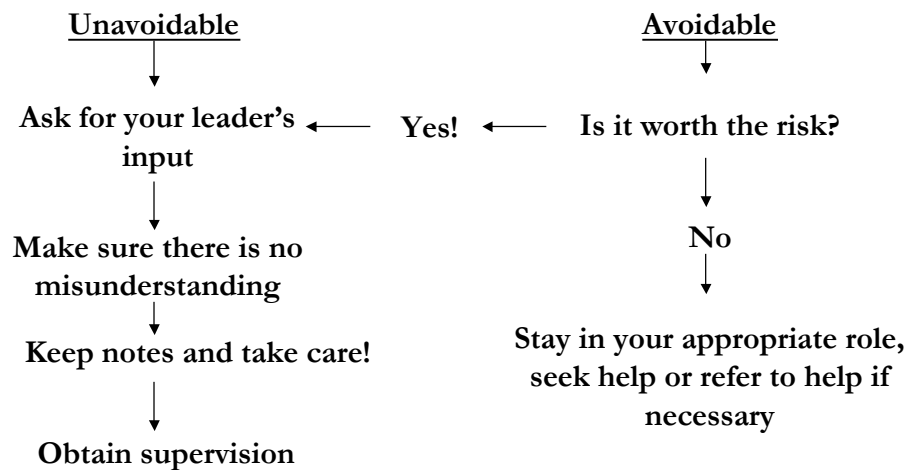 Unavoidable
Avoidable
Ask for your leader’s
input
Yes!
Is it worth the risk?
No
Make sure there is no
misunderstanding
Keep notes and take care!
Stay in your appropriate role,
seek help or refer to help if
necessary
Obtain supervision